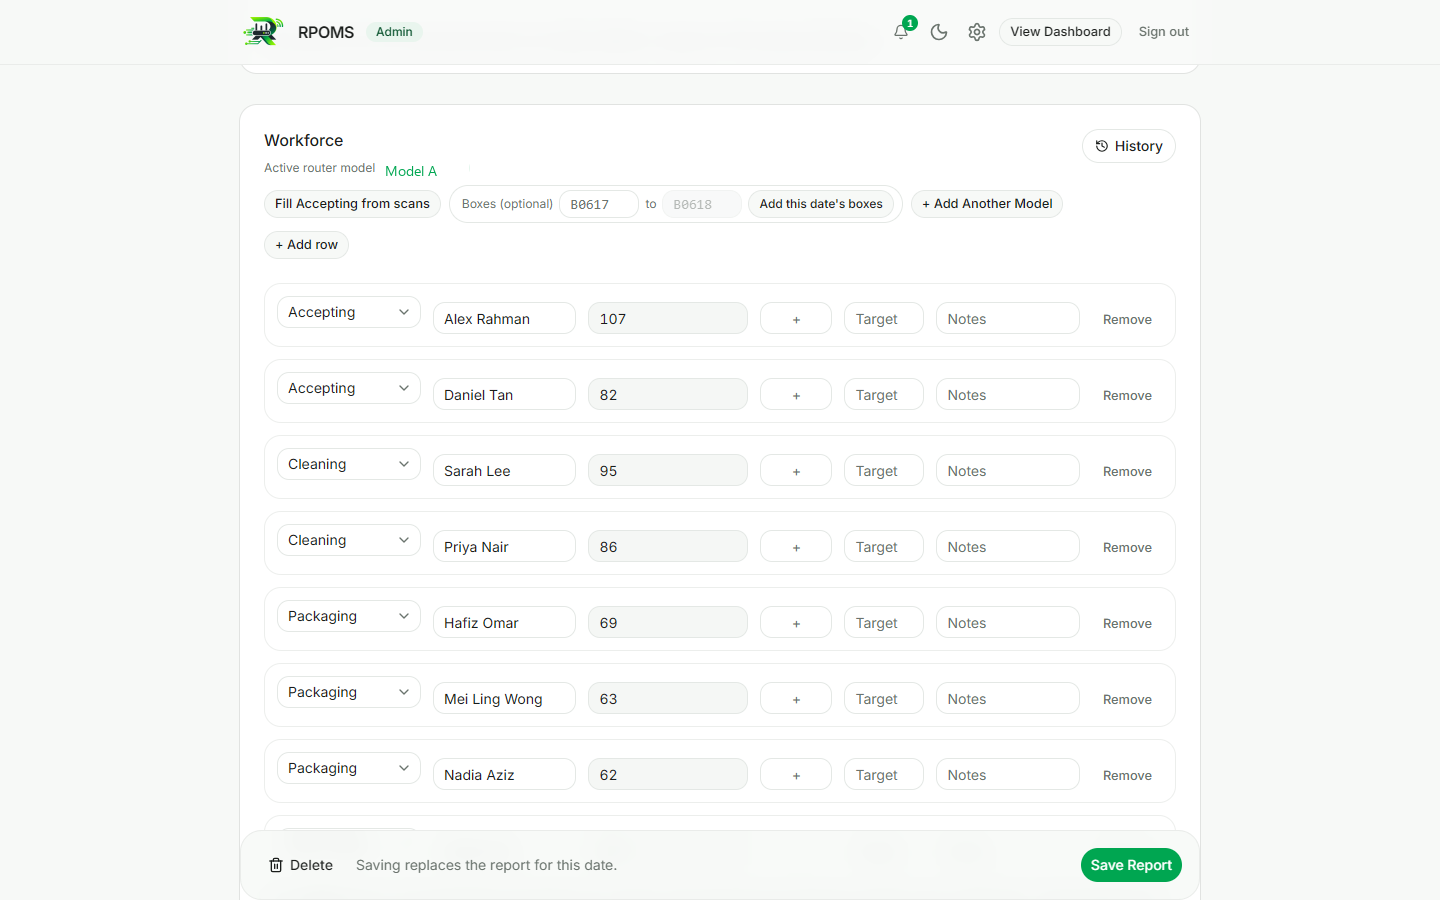 RPOMS Admin 1 View Dashboard Sign out
Workforce
History
Active router model Model A
Fill Accepting from scans Boxes (optional) B0617 to B0618 Add this date's boxes + Add Another Model
+ Add row
Accepting Alex Rahman 107 + Target Notes Remove
Accepting Daniel Tan 82 + Target Notes Remove
Cleaning Sarah Lee 95 + Target Notes Remove
Cleaning Priya Nair 86 + Target Notes Remove
Packaging Hafiz Omar 69 + Target Notes Remove
Packaging Mei Ling Wong 63 + Target Notes Remove
Packaging Nadia Aziz 62 + Target Notes Remove
Delete Saving replaces the report for this date. Save Report